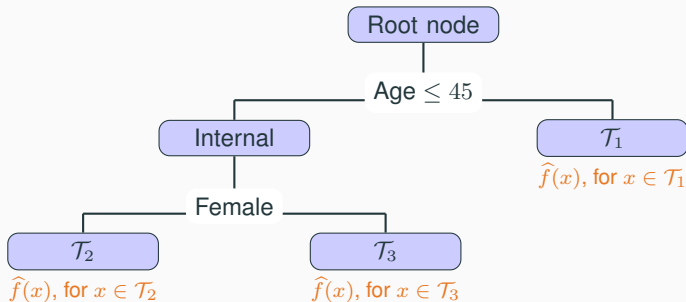 Root node
Age ≤ 45
Internal
𝒯₁
f̂(x), for x ∈ 𝒯₁
Female
𝒯₂
𝒯₃
f̂(x), for x ∈ 𝒯₂
f̂(x), for x ∈ 𝒯₃